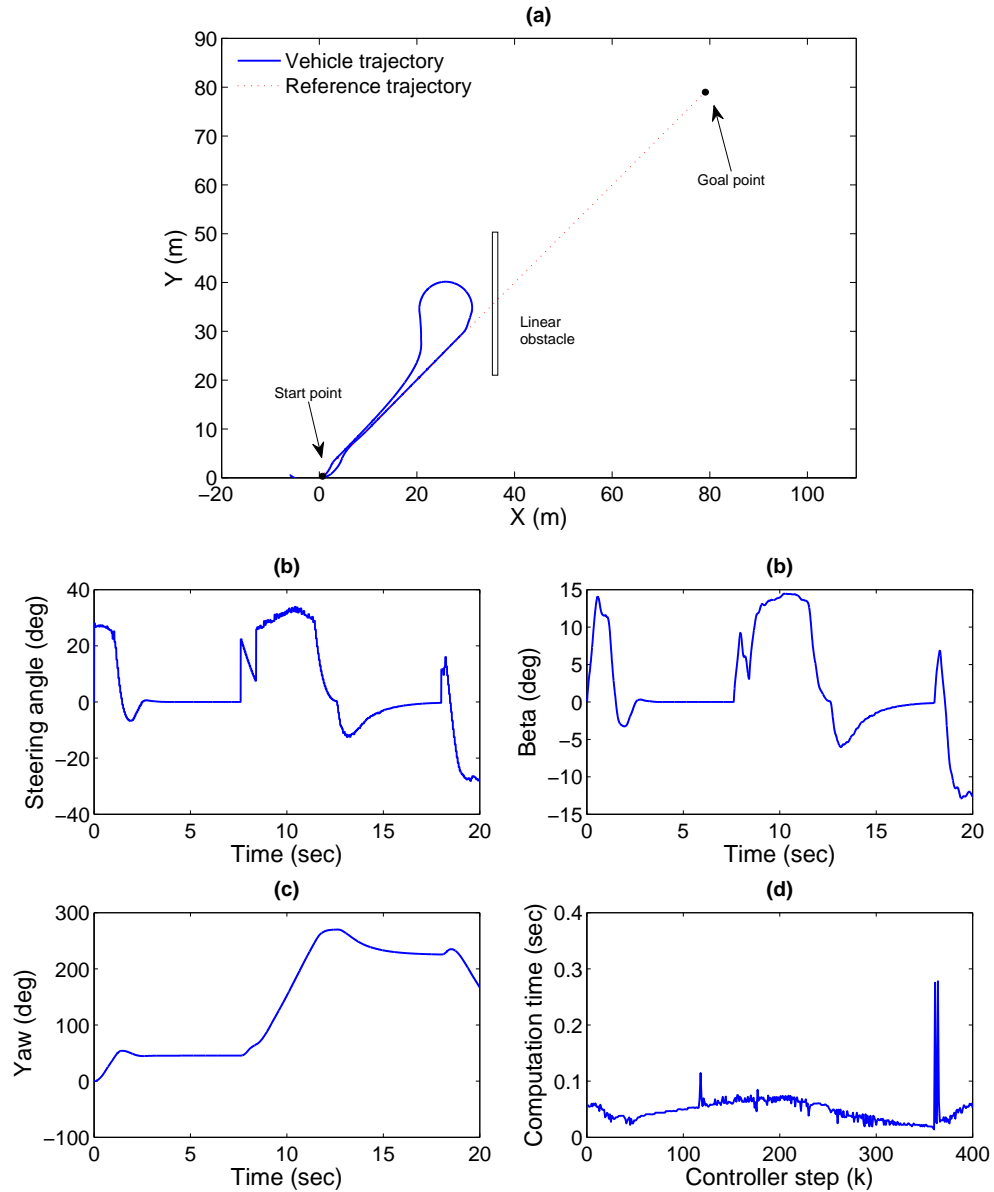 (a)
90
80
70
60
50
40
30
20
10
0
Y (m)
Vehicle trajectory
Reference trajectory
Goal point
Linear
obstacle
Start point
−20
0
20
40
60
80
100
X (m)
(b)
40
20
0
−20
−40
Steering angle (deg)
0
5
10
15
20
Time (sec)
(b)
15
10
5
0
−5
−10
−15
Beta (deg)
0
5
10
15
20
Time (sec)
(c)
300
200
100
0
−100
Yaw (deg)
0
5
10
15
20
Time (sec)
(d)
0.4
0.3
0.2
0.1
0
Computation time (sec)
0
100
200
300
400
Controller step (k)